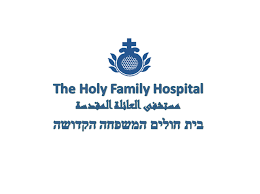 The Holy Family Hospital
مستشفى العائلة المقدسة
בית חולים המשפחה הקדושה